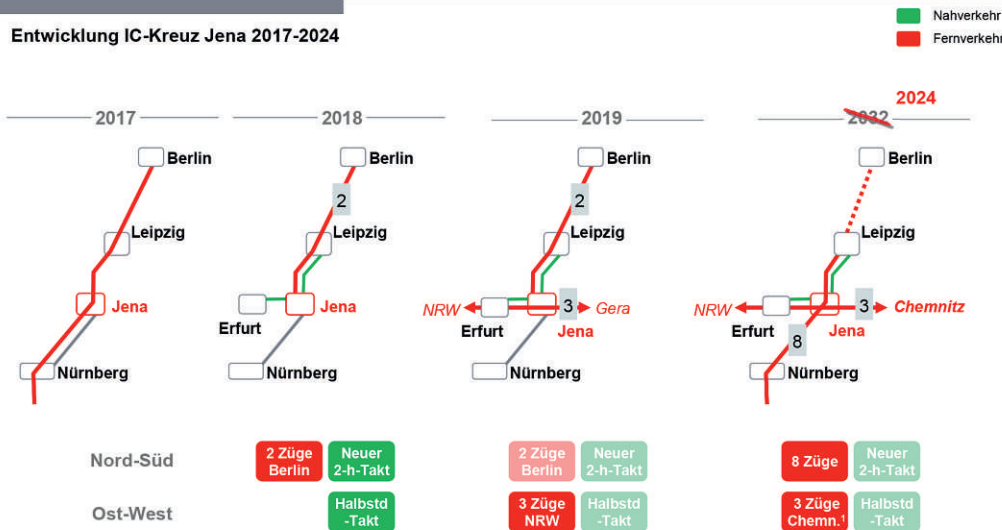 Entwicklung IC-Kreuz Jena 2017-2024
Nahverkehr
Fernverkehr
2017
Berlin
Leipzig
Jena
Nürnberg
2018
Berlin
2
Leipzig
Jena
Erfurt
Nürnberg
2019
Berlin
2
Leipzig
NRW
3
Gera
Erfurt
Jena
Nürnberg
2032
2024
Berlin
Leipzig
NRW
3
Chemnitz
Erfurt
Jena
8
Nürnberg
Nord-Süd
2 Züge
Berlin
Neuer
2-h-Takt
2 Züge
Berlin
Neuer
2-h-Takt
8 Züge
Neuer
2-h-Takt
Ost-West
Halbstd
-Takt
3 Züge
NRW
Halbstd
-Takt
3 Züge
Chemn.¹
Halbstd
-Takt